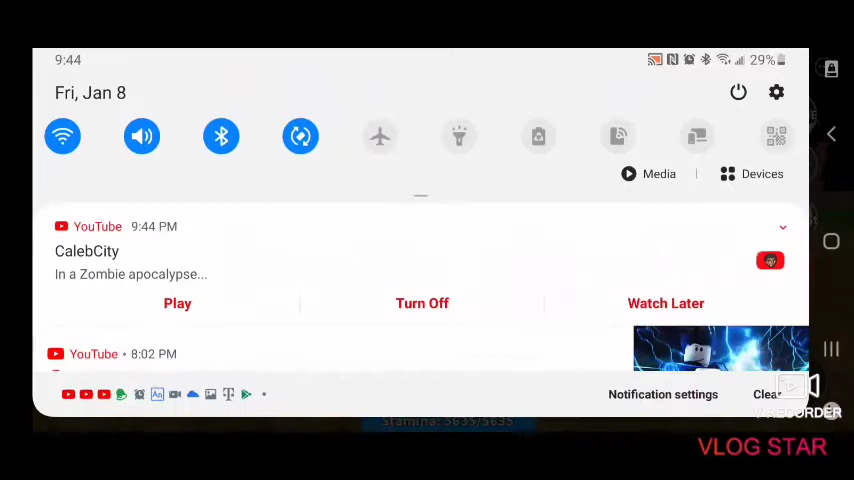 9:44
29%
Fri, Jan 8
Media
Devices
YouTube 9:44 PM
CalebCity
In a Zombie apocalypse...
Play
Turn Off
Watch Later
YouTube • 8:02 PM
Notification settings
Clear
RECORDER
Stamina: 5635/5635
VLOG STAR